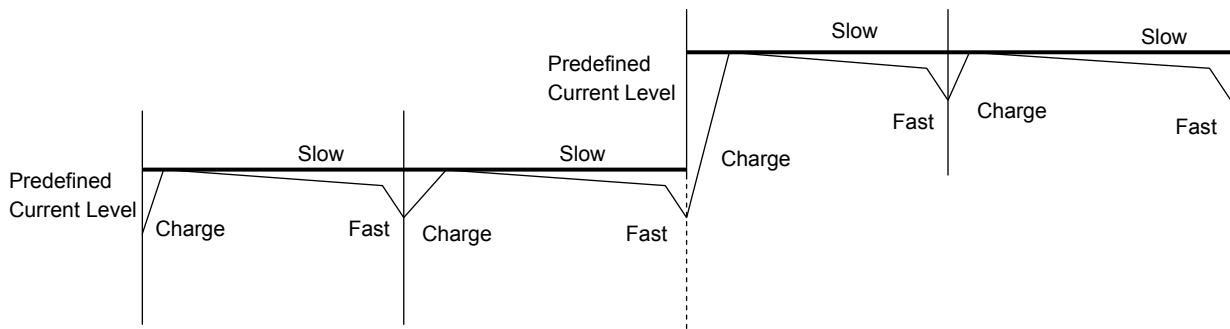 Slow
Slow
Predefined
Current Level
Fast
Charge
Fast
Charge
Slow
Slow
Predefined
Current Level
Charge
Fast
Charge
Fast